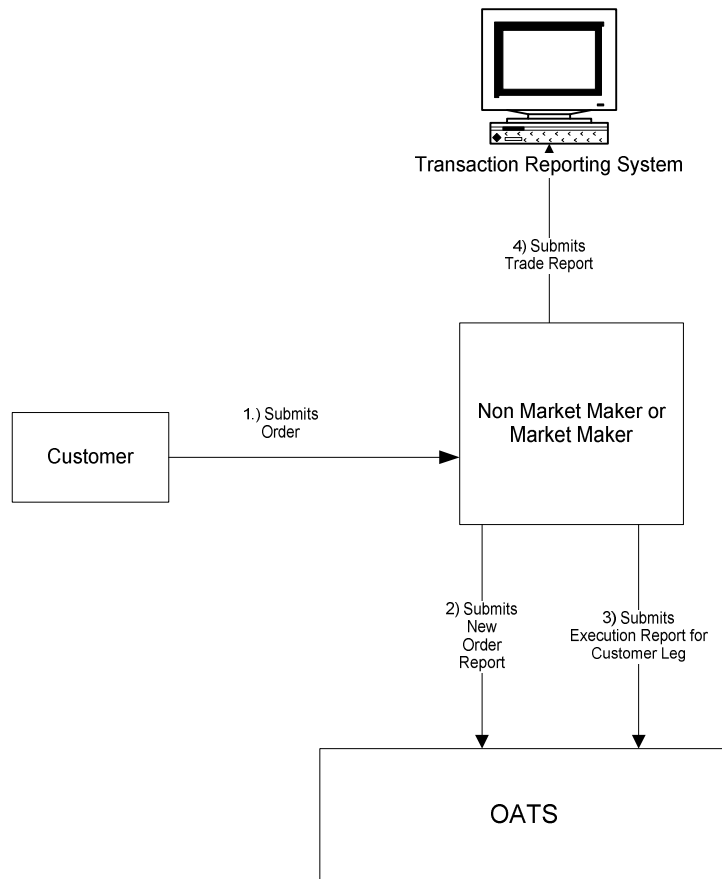 Transaction Reporting System
4) Submits
Trade Report
Non Market Maker or
Market Maker
1.) Submits
Order
Customer
2) Submits
New
Order
Report
3) Submits
Execution Report for
Customer Leg
OATS